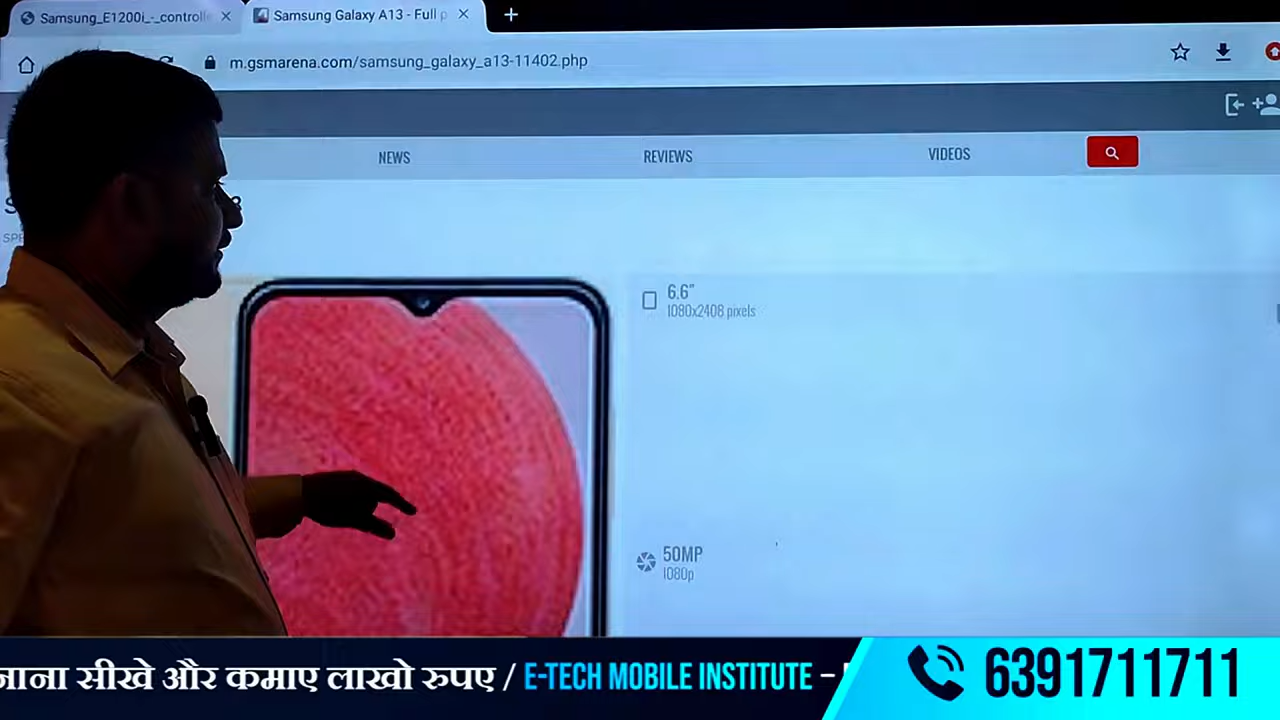 Samsung_E1200i_-_controlle
Samsung Galaxy A13 - Full p
m.gsmarena.com/samsung_galaxy_a13-11402.php
NEWS
REVIEWS
VIDEOS
6.6"
1080x2408 pixels
50MP
1080p
सीखे और कमाए लाखो रुपए / E-TECH MOBILE INSTITUTE –
6391711711